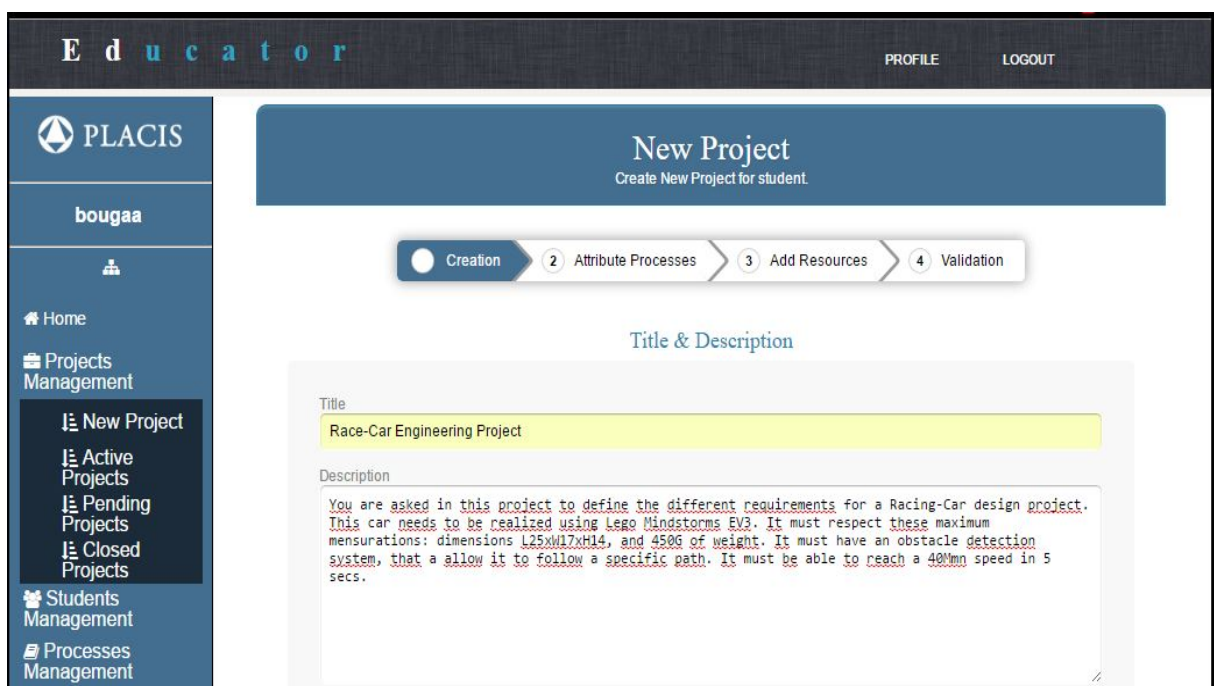 Educator
PROFILE
LOGOUT
PLACIS
bougaa
Home
Projects
Management
New Project
Active
Projects
Pending
Projects
Closed
Projects
Students
Management
Processes
Management
New Project
Create New Project for student.
Creation
2 Attribute Processes
3 Add Resources
4 Validation
Title & Description
Title
Race-Car Engineering Project
Description
You are asked in this project to define the different requirements for a Racing-Car design project.
This car needs to be realized using Lego Mindstorms EV3. It must respect these maximum
mensurations: dimensions L25xW17xH14, and 450G of weight. It must have an obstacle detection
system, that a allow it to follow a specific path. It must be able to reach a 40Mmn speed in 5
secs.